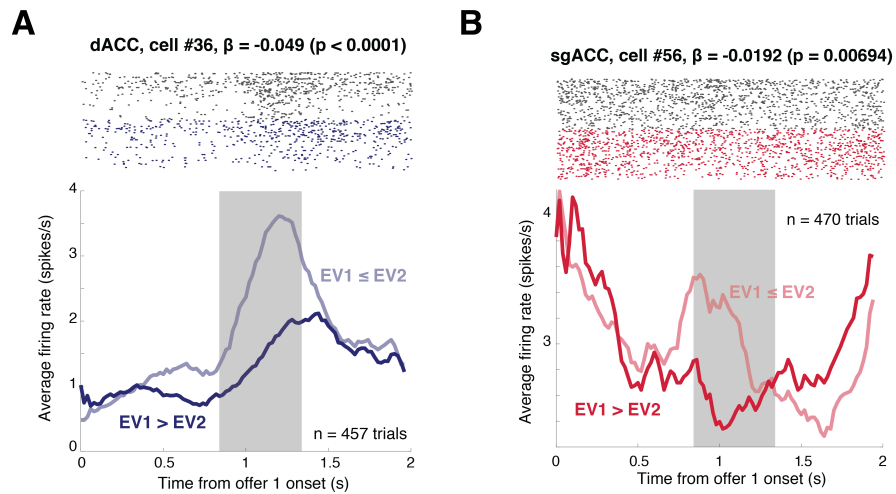 A
dACC, cell #36, β = -0.049 (p < 0.0001)
Average firing rate (spikes/s)
4
3
2
1
0
EV1 ≤ EV2
EV1 > EV2
n = 457 trials
0
1
1.5
2
Time from offer 1 onset (s)
B
sgACC, cell #56, β = -0.0192 (p = 0.00694)
Average firing rate (spikes/s)
4
3
n = 470 trials
EV1 ≤ EV2
EV1 > EV2
0
0.5
1
1.5
2
Time from offer 1 onset (s)